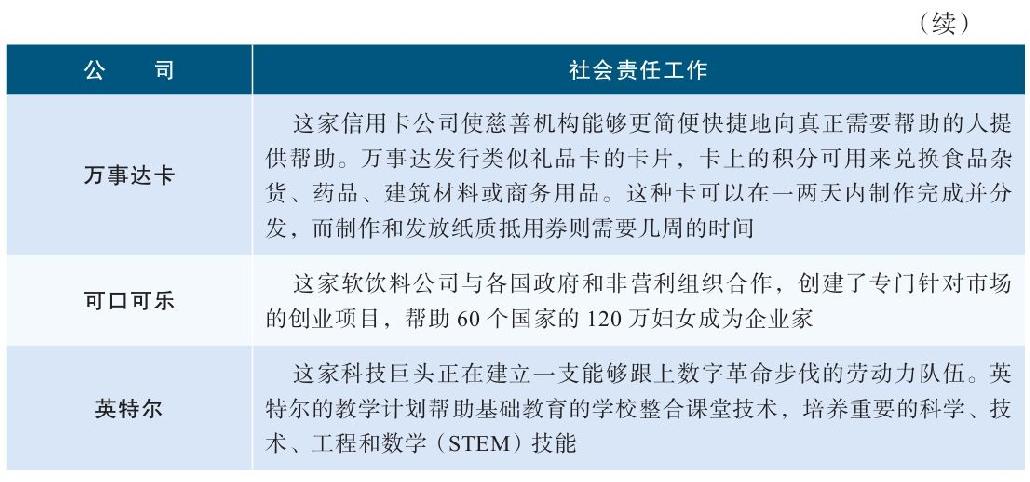 （续）
公　　司
社会责任工作
万事达卡
这家信用卡公司使慈善机构能够更简便快捷地向真正需要帮助的人提
供帮助。万事达发行类似礼品卡的卡片，卡上的积分可用来兑换食品杂
货、药品、建筑材料或商务用品。这种卡可以在一两天内制作完成并分
发，而制作和发放纸质抵用券则需要几周的时间
可口可乐
这家软饮料公司与各国政府和非营利组织合作，创建了专门针对市场
的创业项目，帮助 60 个国家的 120 万妇女成为企业家
英特尔
这家科技巨头正在建立一支能够跟上数字革命步伐的劳动力队伍。英
特尔的教学计划帮助基础教育的学校整合课堂技术，培养重要的科学、技
术、工程和数学（STEM）技能